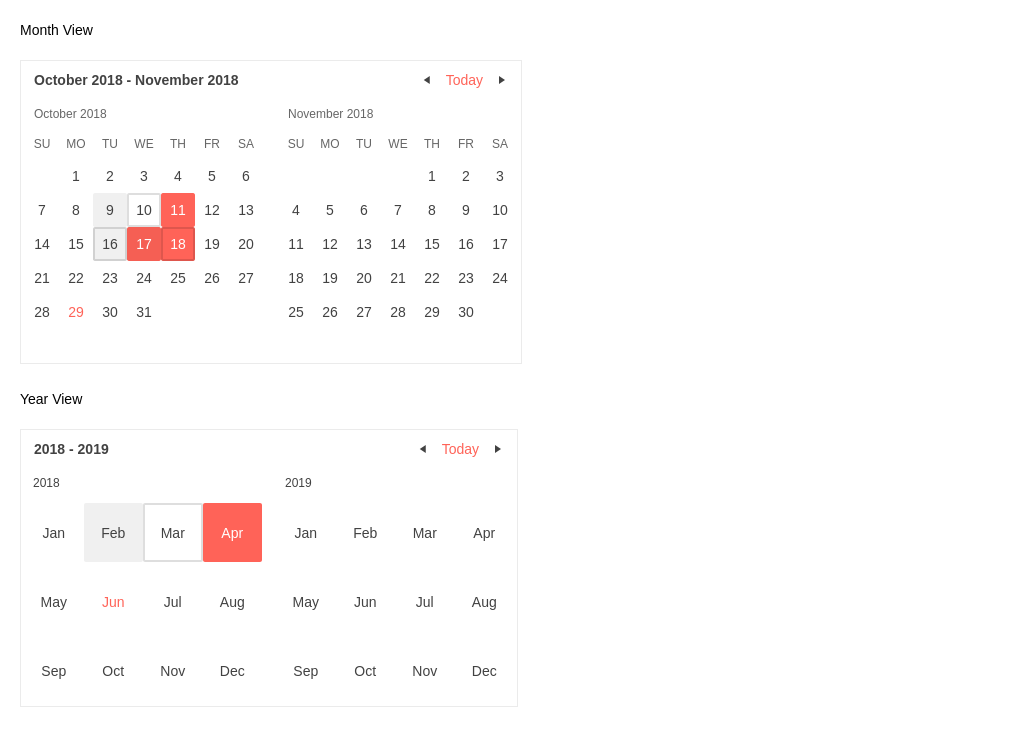 Month View
October 2018 - November 2018 Today
October 2018 November 2018
SU MO TU WE TH FR SA SU MO TU WE TH FR SA
1 2 3 4 5 6 1 2 3
7 8 9 10 11 12 13 4 5 6 7 8 9 10
14 15 16 17 18 19 20 11 12 13 14 15 16 17
21 22 23 24 25 26 27 18 19 20 21 22 23 24
28 29 30 31 25 26 27 28 29 30
Year View
2018 - 2019 Today
2018 2019
Jan Feb Mar Apr Jan Feb Mar Apr
May Jun Jul Aug May Jun Jul Aug
Sep Oct Nov Dec Sep Oct Nov Dec